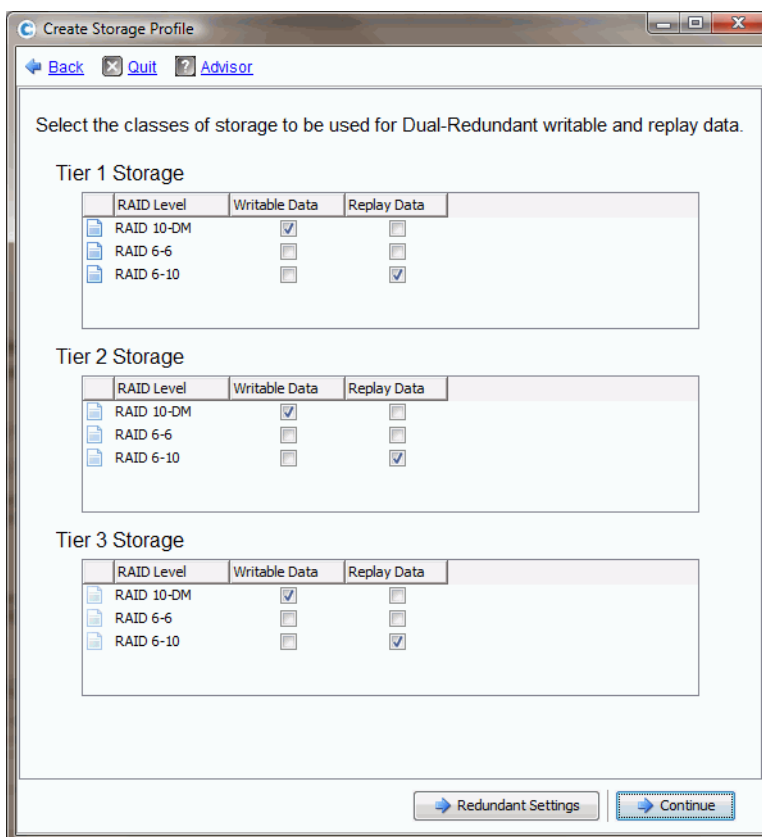 Create Storage Profile
Back Quit ? Advisor
Select the classes of storage to be used for Dual-Redundant writable and replay data.
Tier 1 Storage
RAID Level Writable Data Replay Data
RAID 10-DM
RAID 6-6
RAID 6-10
Tier 2 Storage
RAID Level Writable Data Replay Data
RAID 10-DM
RAID 6-6
RAID 6-10
Tier 3 Storage
RAID Level Writable Data Replay Data
RAID 10-DM
RAID 6-6
RAID 6-10
Redundant Settings Continue